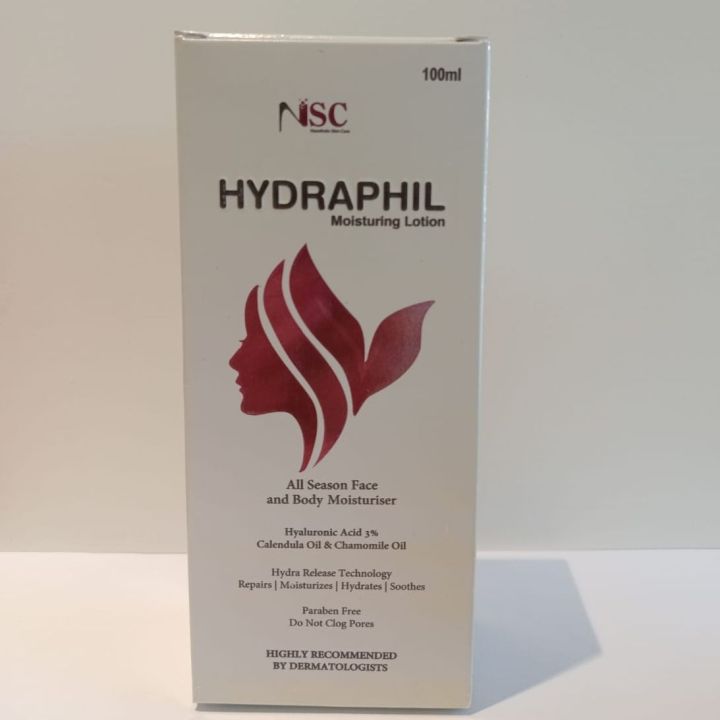 100ml
NSC
HYDRAPHIL
Moisturing Lotion
All Season Face
and Body Moisturiser
Hyaluronic Acid 3%
Calendula Oil & Chamomile Oil
Hydra Release Technology
Repairs | Moisturizes | Hydrates | Soothes
Paraben Free
Do Not Clog Pores
HIGHLY RECOMMENDED
BY DERMATOLOGISTS